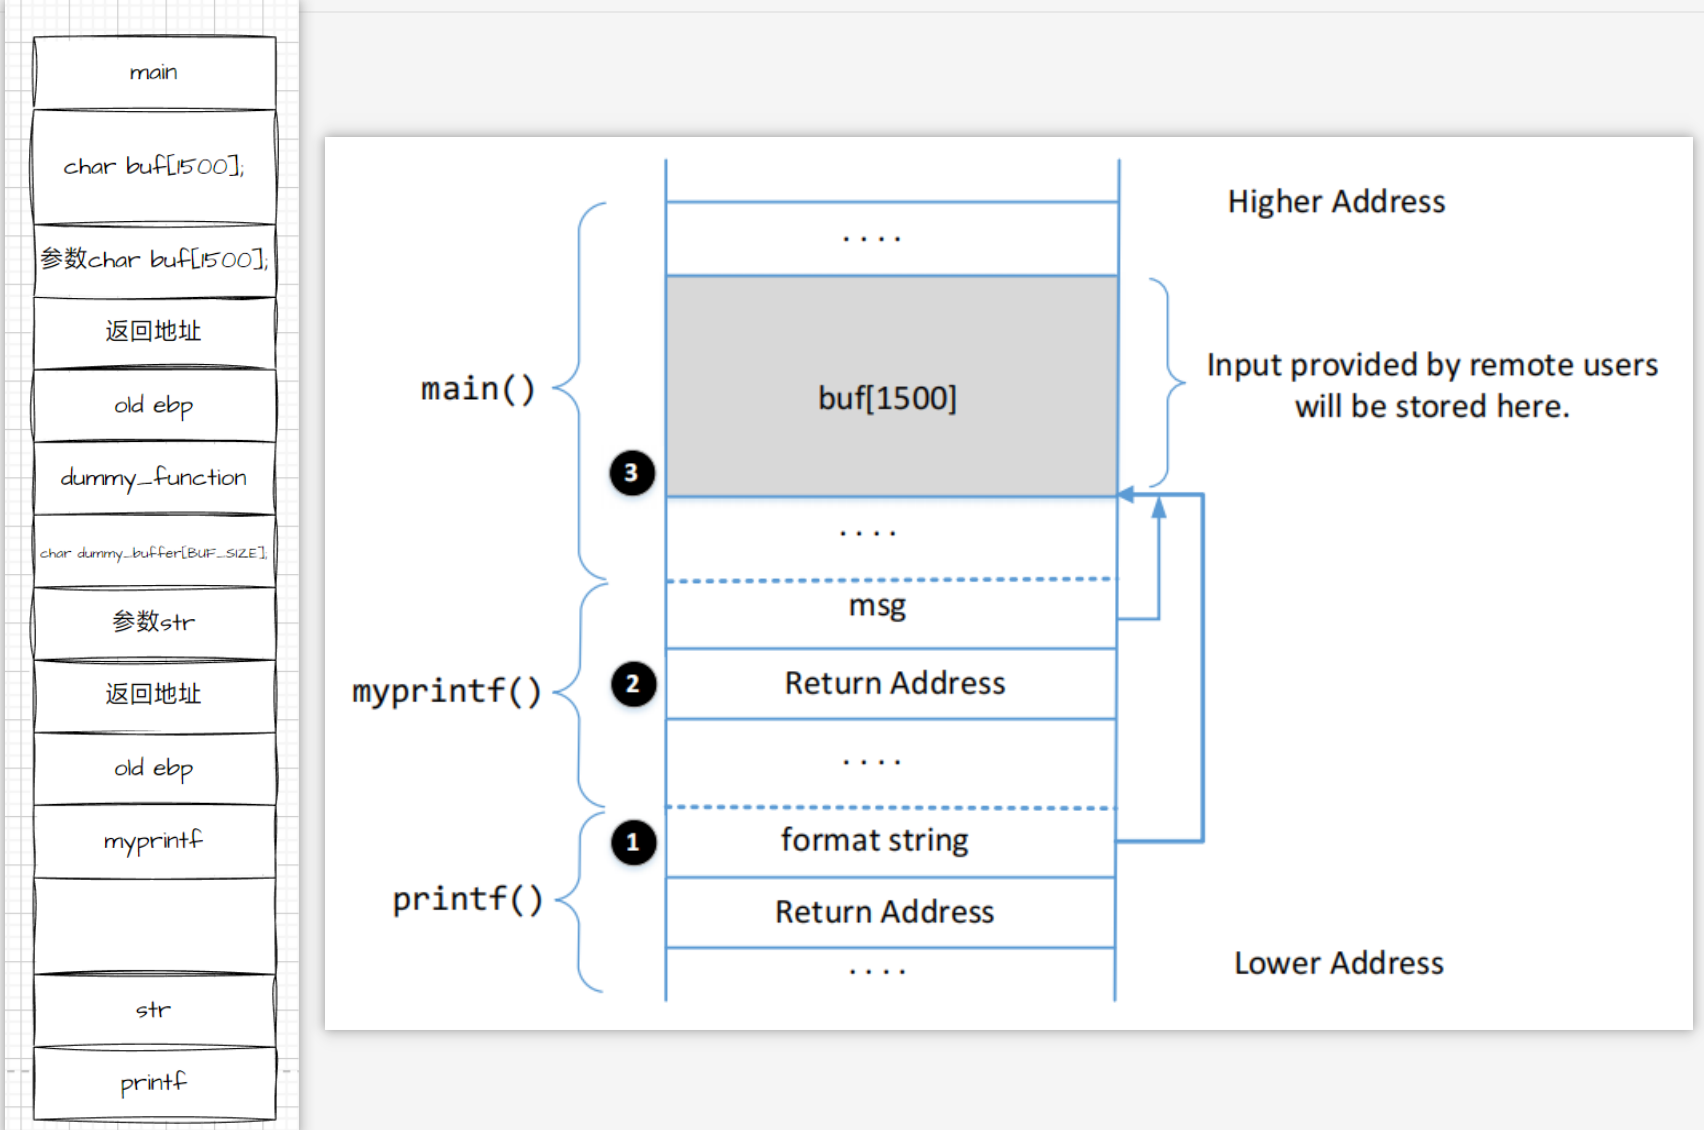 main
char buf[1500];
参数char buf[1500];
返回地址
old ebp
dummy_function
char dummy_buffer[BUF_SIZE];
参数str
返回地址
old ebp
myprintf
str
printf
Higher Address
....
main()
buf[1500]
Input provided by remote users
will be stored here.
3
....
msg
myprintf()
2
Return Address
....
1
format string
printf()
Return Address
....
Lower Address